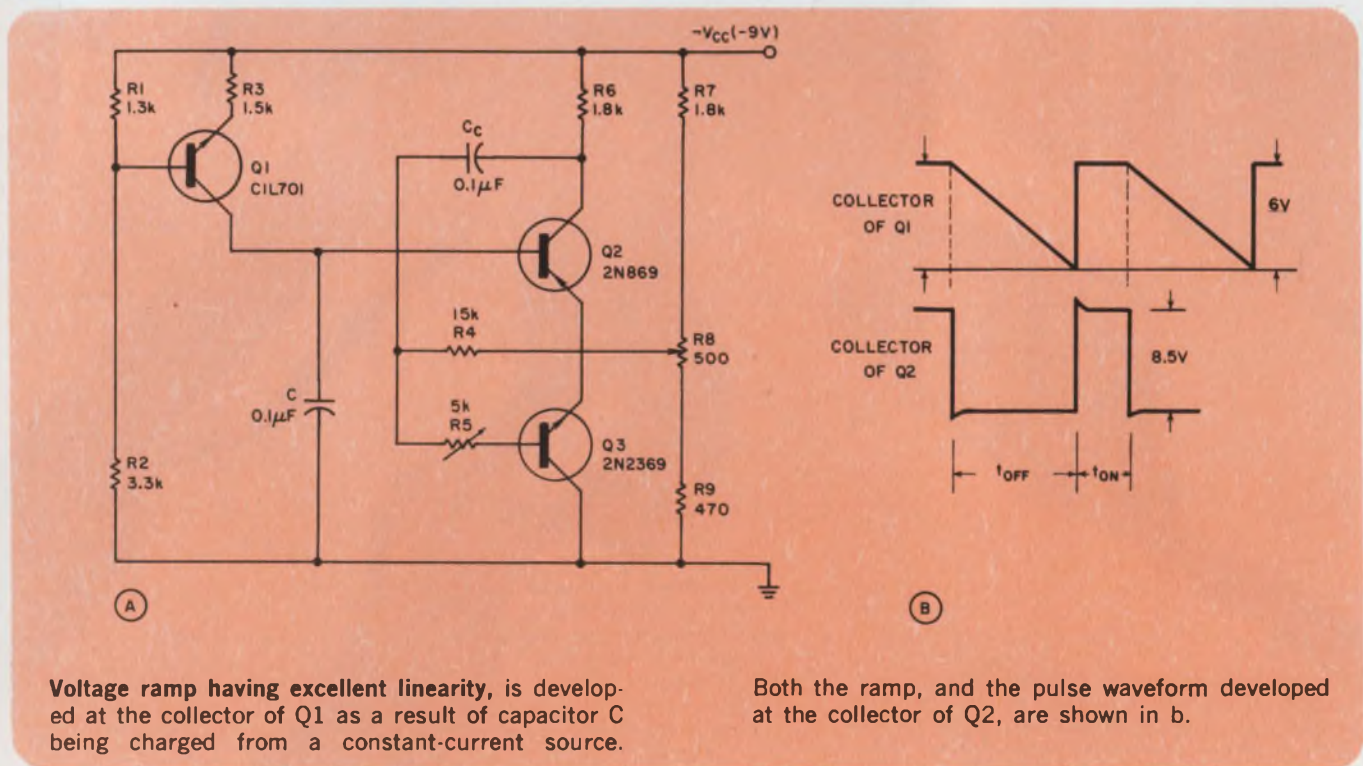 -VCC(-9V)
R1
1.3k
R3
1.5k
R6
1.8k
R7
1.8k
CC
0.1μF
Q1
CIL701
Q2
2N869
15k
R4
R8
500
C
0.1μF
5k
R5
Q3
2N2369
R2
3.3k
R9
470
A
COLLECTOR
OF Q1
6V
COLLECTOR
OF Q2
8.5V
tOFF
tON
B
Voltage ramp having excellent linearity, is develop-
ed at the collector of Q1 as a result of capacitor C
being charged from a constant-current source.
Both the ramp, and the pulse waveform developed
at the collector of Q2, are shown in b.